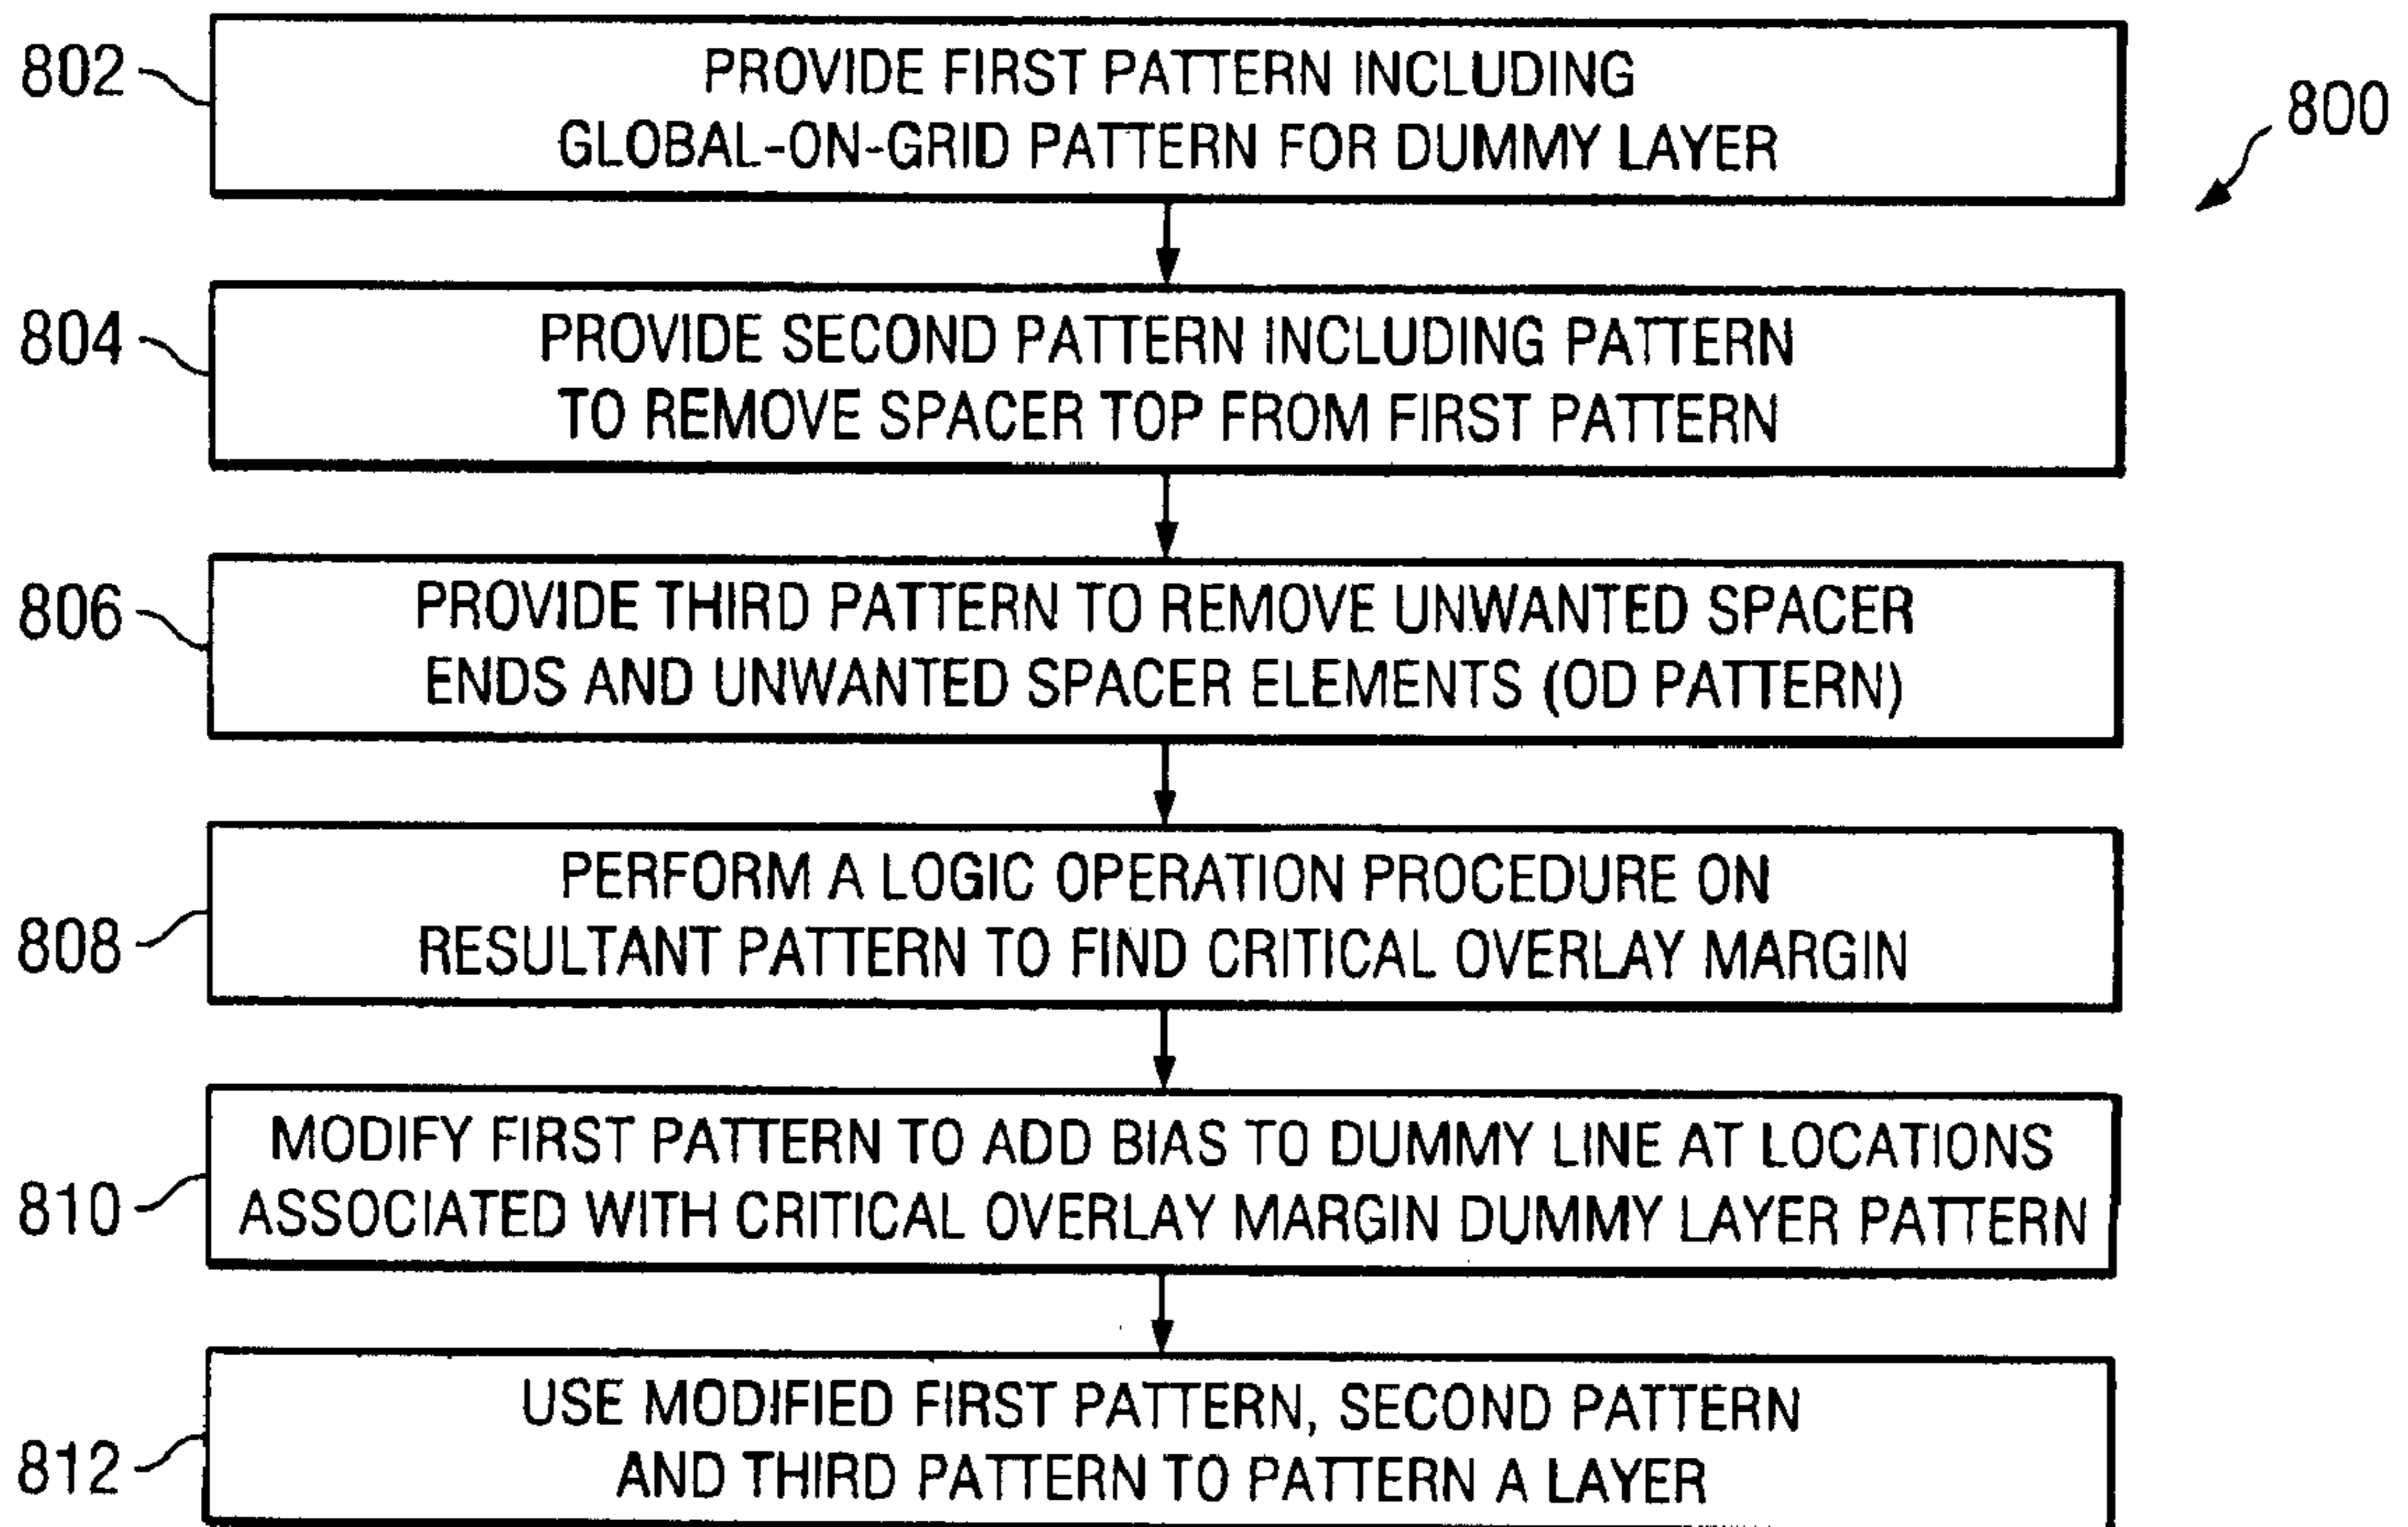 802
PROVIDE FIRST PATTERN INCLUDING
GLOBAL-ON-GRID PATTERN FOR DUMMY LAYER
800
804
PROVIDE SECOND PATTERN INCLUDING PATTERN
TO REMOVE SPACER TOP FROM FIRST PATTERN
806
PROVIDE THIRD PATTERN TO REMOVE UNWANTED SPACER
ENDS AND UNWANTED SPACER ELEMENTS (OD PATTERN)
808
PERFORM A LOGIC OPERATION PROCEDURE ON
RESULTANT PATTERN TO FIND CRITICAL OVERLAY MARGIN
810
MODIFY FIRST PATTERN TO ADD BIAS TO DUMMY LINE AT LOCATIONS
ASSOCIATED WITH CRITICAL OVERLAY MARGIN DUMMY LAYER PATTERN
812
USE MODIFIED FIRST PATTERN, SECOND PATTERN
AND THIRD PATTERN TO PATTERN A LAYER